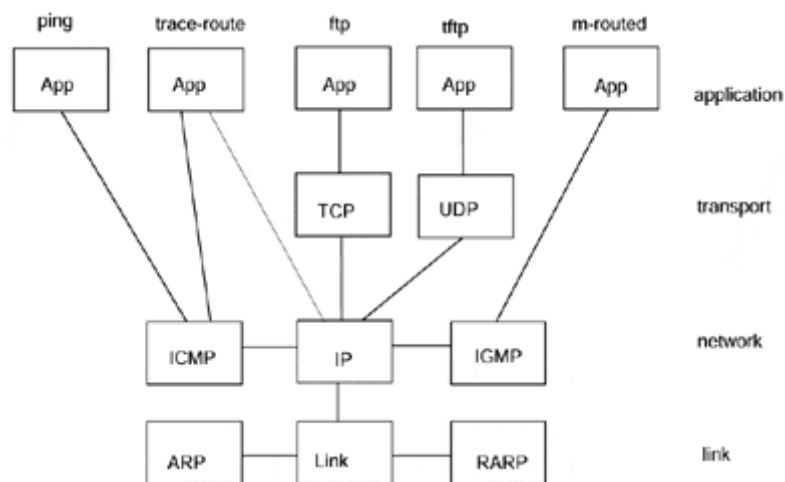 ping trace-route ftp tftp m-routed
App App App App App application
TCP UDP transport
ICMP IP IGMP network
ARP Link RARP link